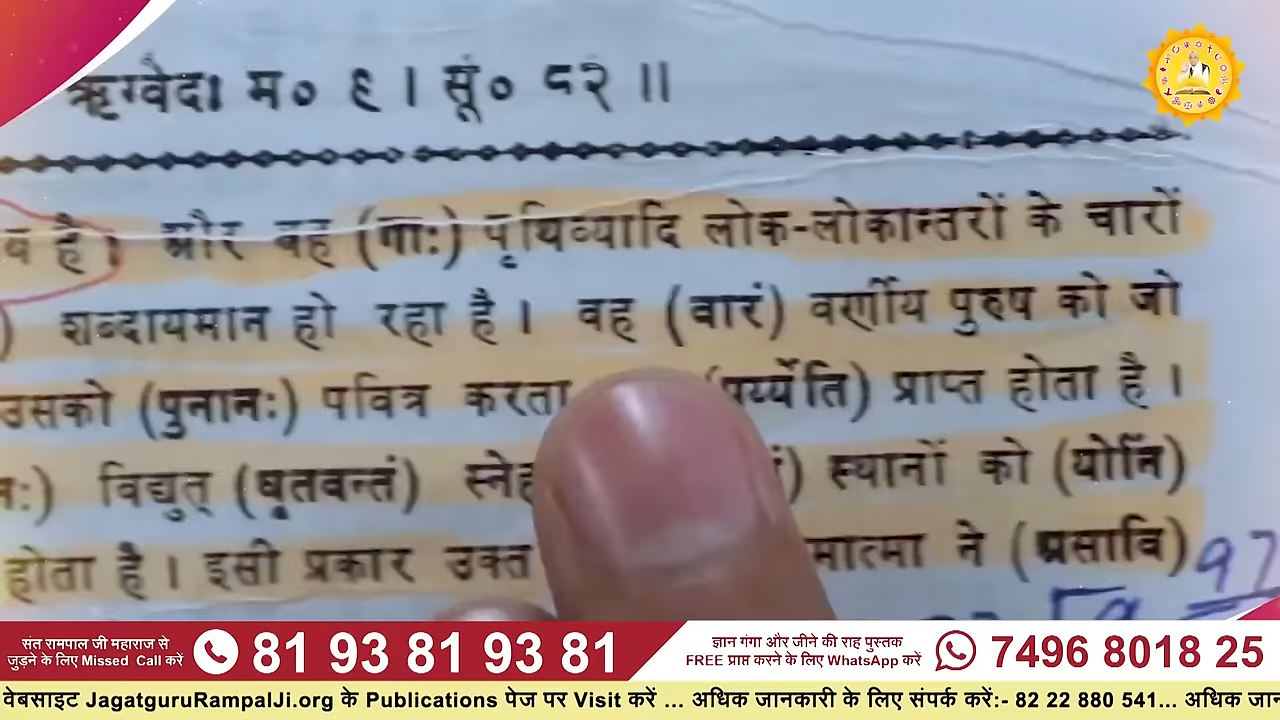 ऋग्वेदः म० ९ । सूं० ८२ ॥
है । और वह (गाः) पृथिव्यादि लोक-लोकान्तरों के चारों
) शब्दायमान हो रहा है । वह (वारं) वर्णीय पुरुष को जो
उसको (पुनानः) पवित्र करता (पर्य्येति) प्राप्त होता है ।
विद्युत् (घृतवन्तं) स्थानों को (योनिं)
होता है । इसी प्रकार उक्त ने (प्रसावि)
97
संत रामपाल जी महाराज से
जुड़ने के लिए Missed Call करें
81 93 81 93 81
ज्ञान गंगा और जीने की राह पुस्तक
FREE प्राप्त करने के लिए WhatsApp करें
7496 8018 25
वेबसाइट JagatguruRampalJi.org के Publications पेज पर Visit करें ... अधिक जानकारी के लिए संपर्क करें:- 82 22 880 541... अधिक